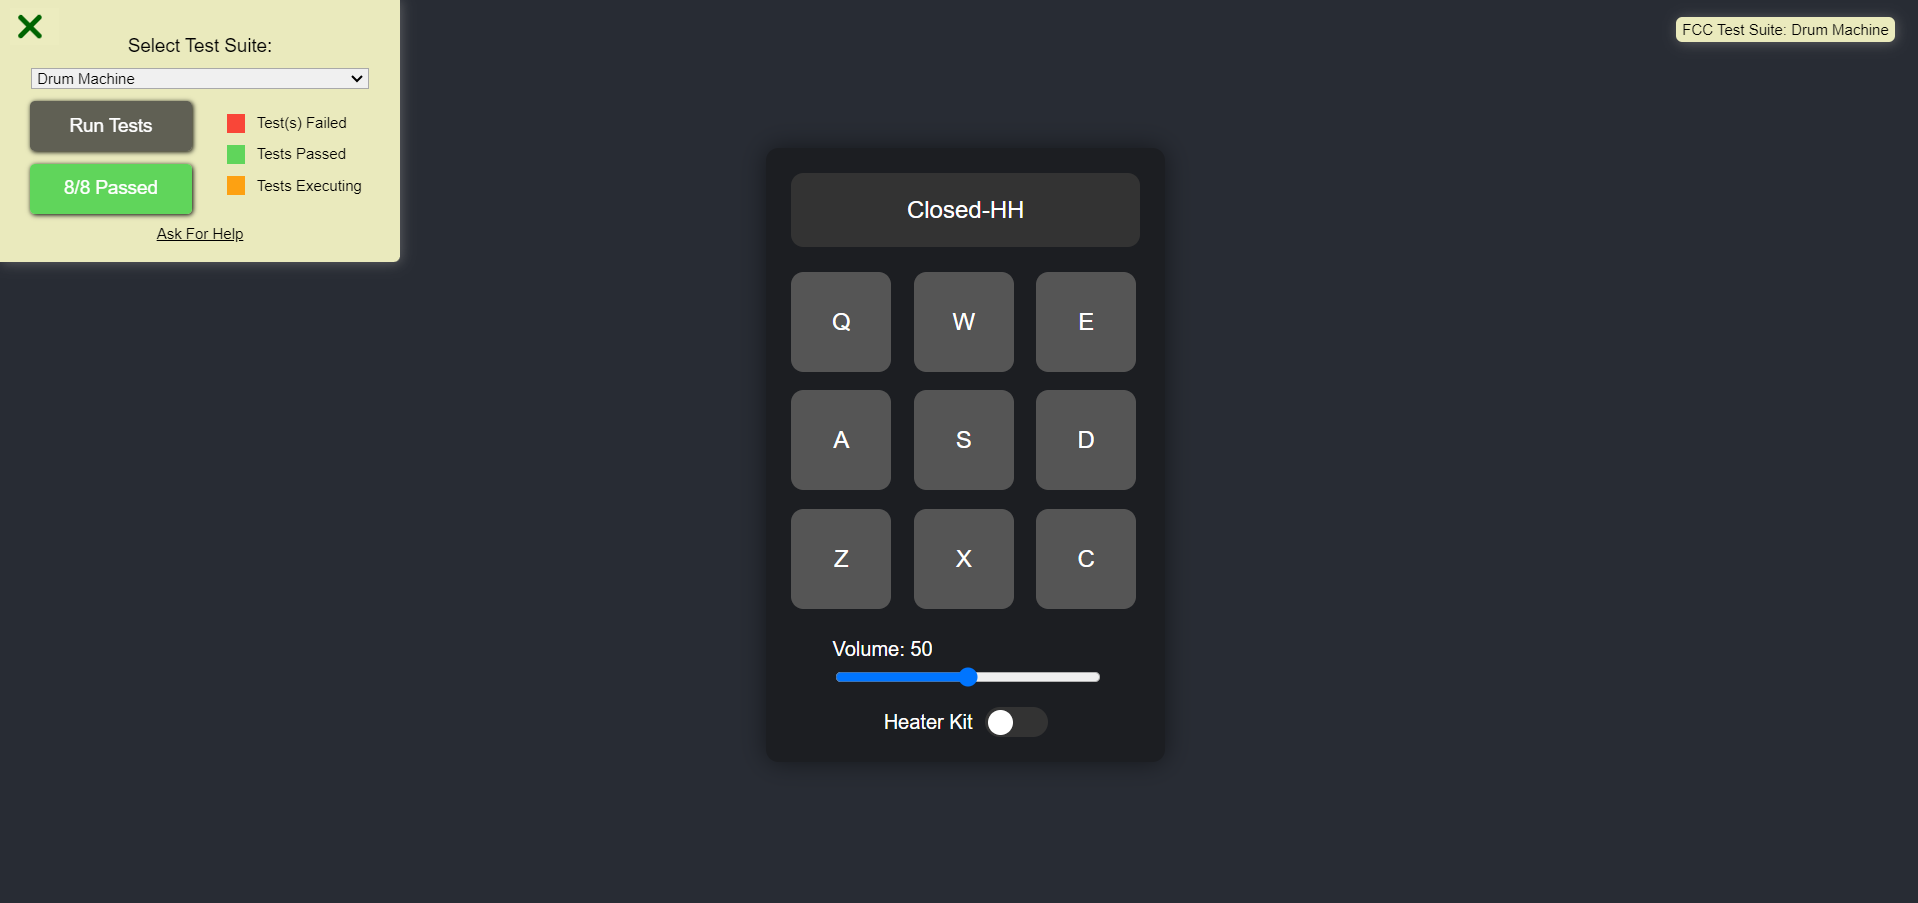 Select Test Suite:
Drum Machine
Run Tests
8/8 Passed
Test(s) Failed
Tests Passed
Tests Executing
Ask For Help
FCC Test Suite: Drum Machine
Closed-HH
Q W E
A S D
Z X C
Volume: 50
Heater Kit